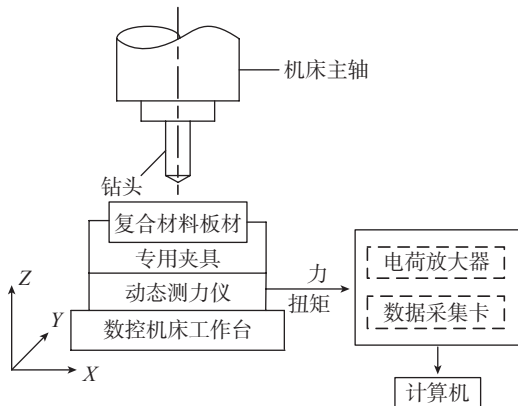 机床主轴
钻头
复合材料板材
专用夹具
动态测力仪
数控机床工作台
力
扭矩
电荷放大器
数据采集卡
计算机
Z
Y
X